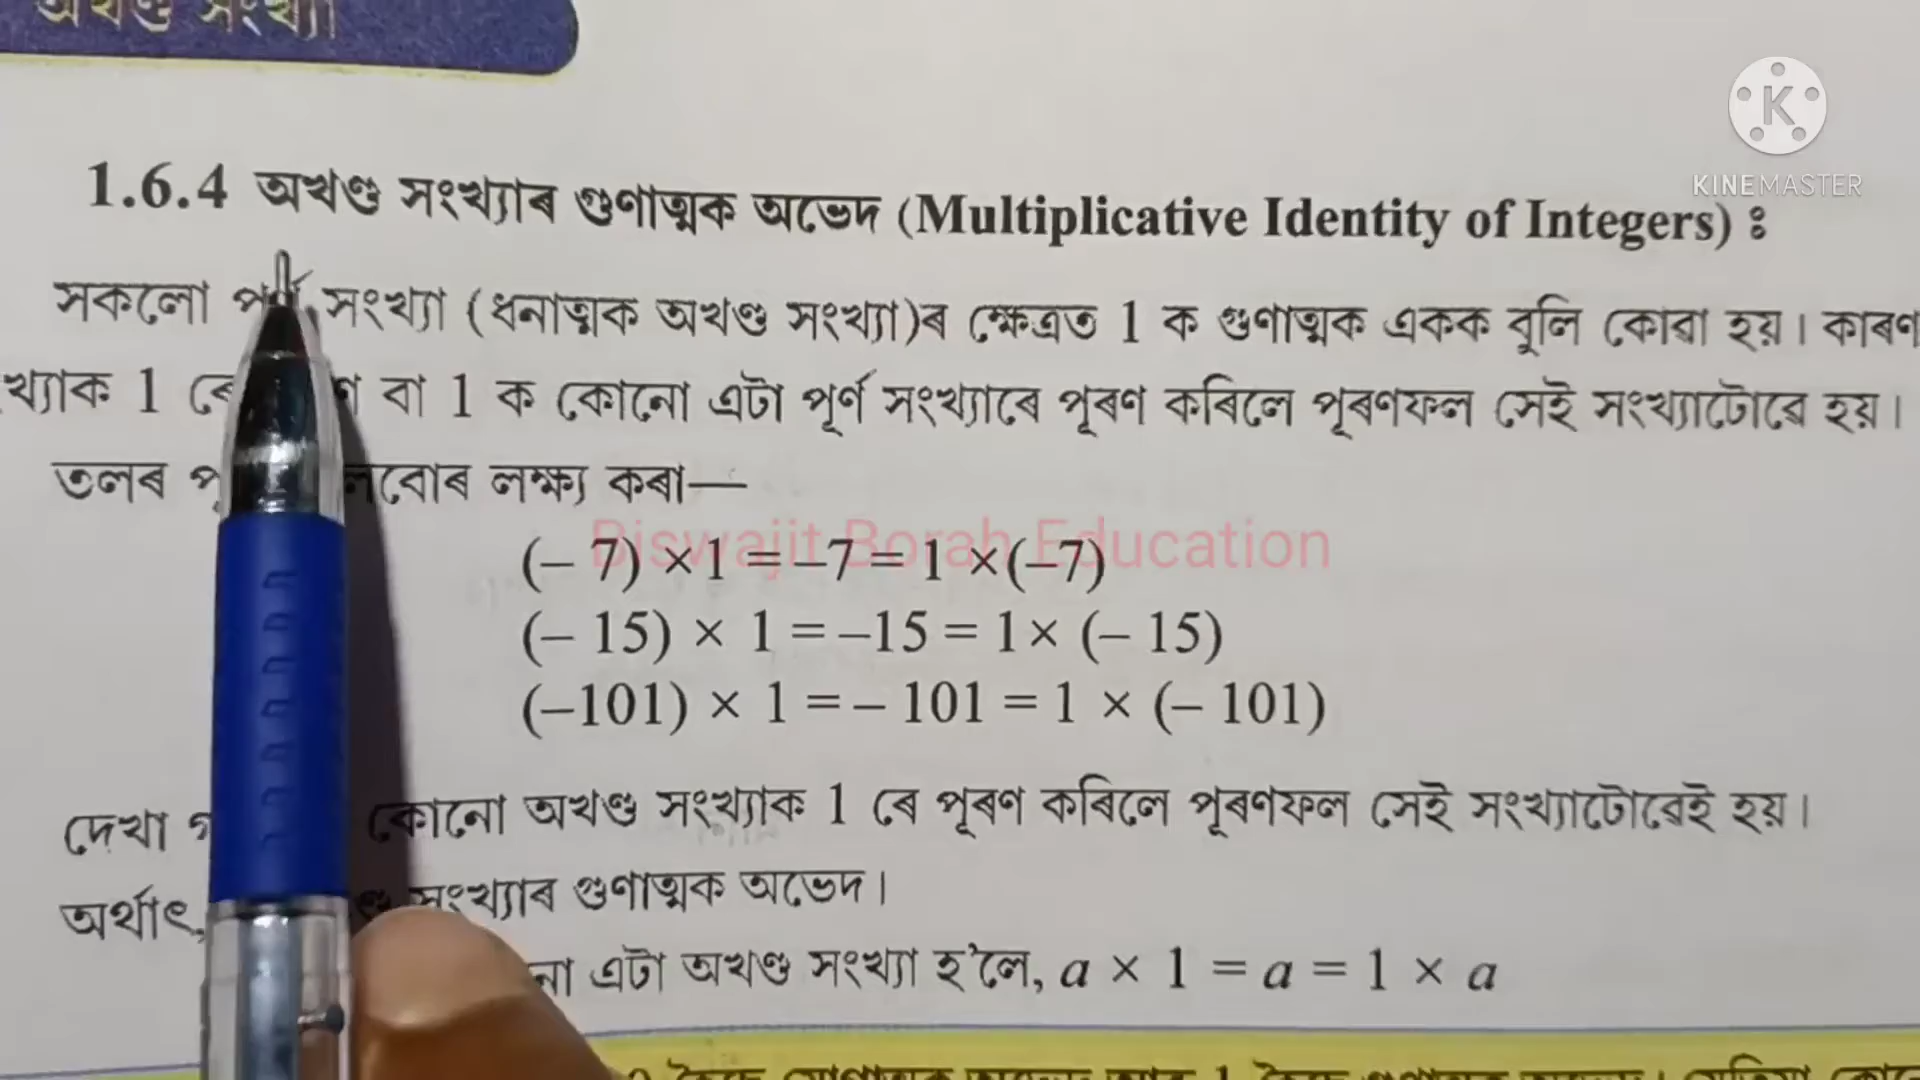 অখণ্ড সংখ্যা
KINEMASTER
1.6.4 অখণ্ড সংখ্যাৰ গুণাত্মক অভেদ (Multiplicative Identity of Integers) ঃ
সকলো সংখ্যা (ধনাত্মক অখণ্ড সংখ্যা)ৰ ক্ষেত্ৰত 1 ক গুণাত্মক একক বুলি কোৱা হয়। কাৰণ
খ্যাক 1 ৰে বা 1 ক কোনো এটা পূৰ্ণ সংখ্যাৰে পূৰণ কৰিলে পূৰণফল সেই সংখ্যাটোৱে হয়।
তলৰ লবোৰ লক্ষ্য কৰা—
Biswajit Borah Education
(– 7) ×1 = –7 = 1 ×(–7)
(– 15) × 1 = –15 = 1× (– 15)
(–101) × 1 = – 101 = 1 × (– 101)
দেখা কোনো অখণ্ড সংখ্যাক 1 ৰে পূৰণ কৰিলে পূৰণফল সেই সংখ্যাটোৱেই হয়।
অৰ্থাৎ, সংখ্যাৰ গুণাত্মক অভেদ।
এটা অখণ্ড সংখ্যা হ'লে, a × 1 = a = 1 × a